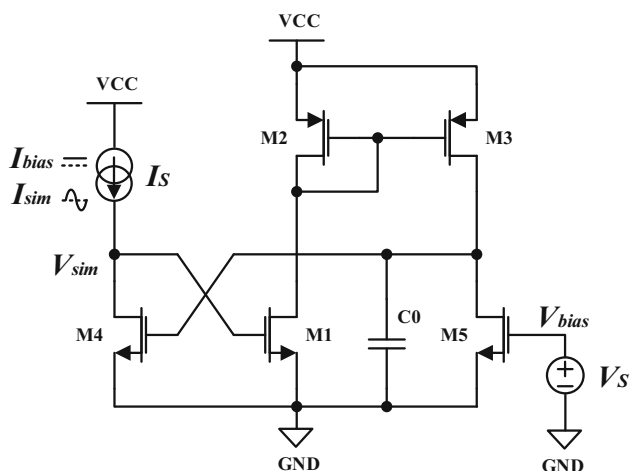 VCC
VCC
M2
M3
Ibias
Isim
IS
Vsim
M4
M1
C0
M5
Vbias
VS
GND
GND